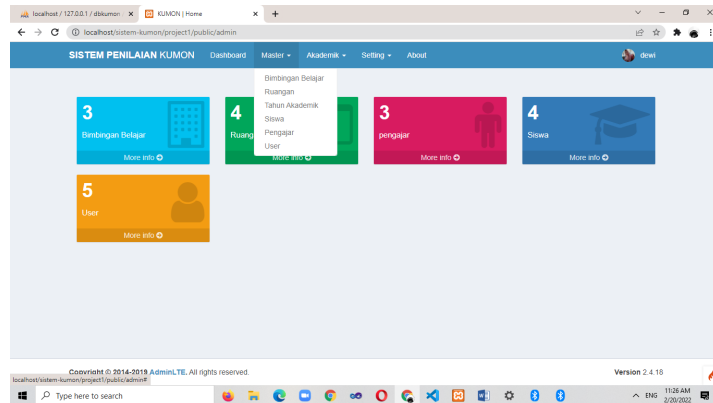 localhost / 127.0.0.1 / dbkumon
KUMON | Home
localhost/sistem-kumon/project1/public/admin
SISTEM PENILAIAN KUMON Dashboard Master Akademik Setting About dewi
Bimbingan Belajar
Ruangan
Tahun Akademik
Siswa
Pengajar
User
3
Bimbingan Belajar
More info
4
Ruang
More info
3
pengajar
More info
4
Siswa
More info
5
User
More info
Copyright © 2014-2019 AdminLTE. All rights reserved. Version 2.4.18
localhost/sistem-kumon/project1/public/admin#
Type here to search
ENG
11:26 AM
2/20/2022